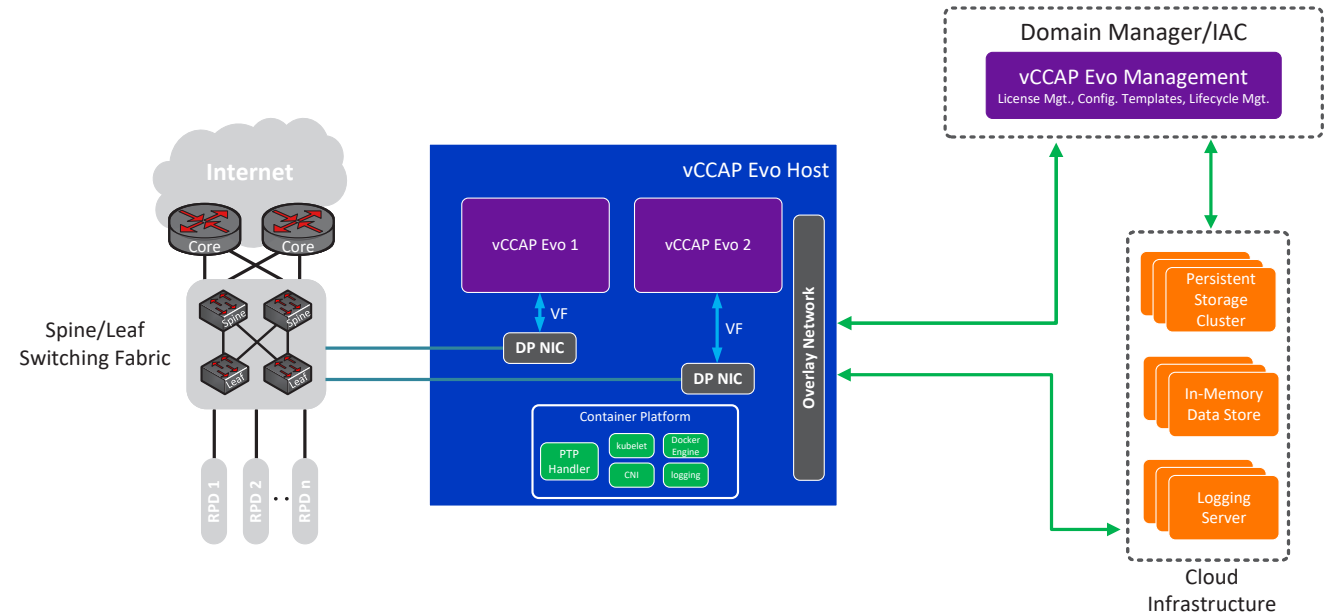 Domain Manager/IAC
vCCAP Evo Management
License Mgt., Config. Templates, Lifecycle Mgt.
Internet
Core
Core
Spine
Spine
Leaf
Leaf
Spine/Leaf
Switching Fabric
RPD 1
RPD 2
. .
RPD n
vCCAP Evo Host
vCCAP Evo 1
vCCAP Evo 2
VF
VF
DP NIC
DP NIC
Container Platform
PTP
Handler
kubelet
Docker
Engine
CNI
logging
Overlay Network
Persistent
Storage
Cluster
In-Memory
Data Store
Logging
Server
Cloud
Infrastructure